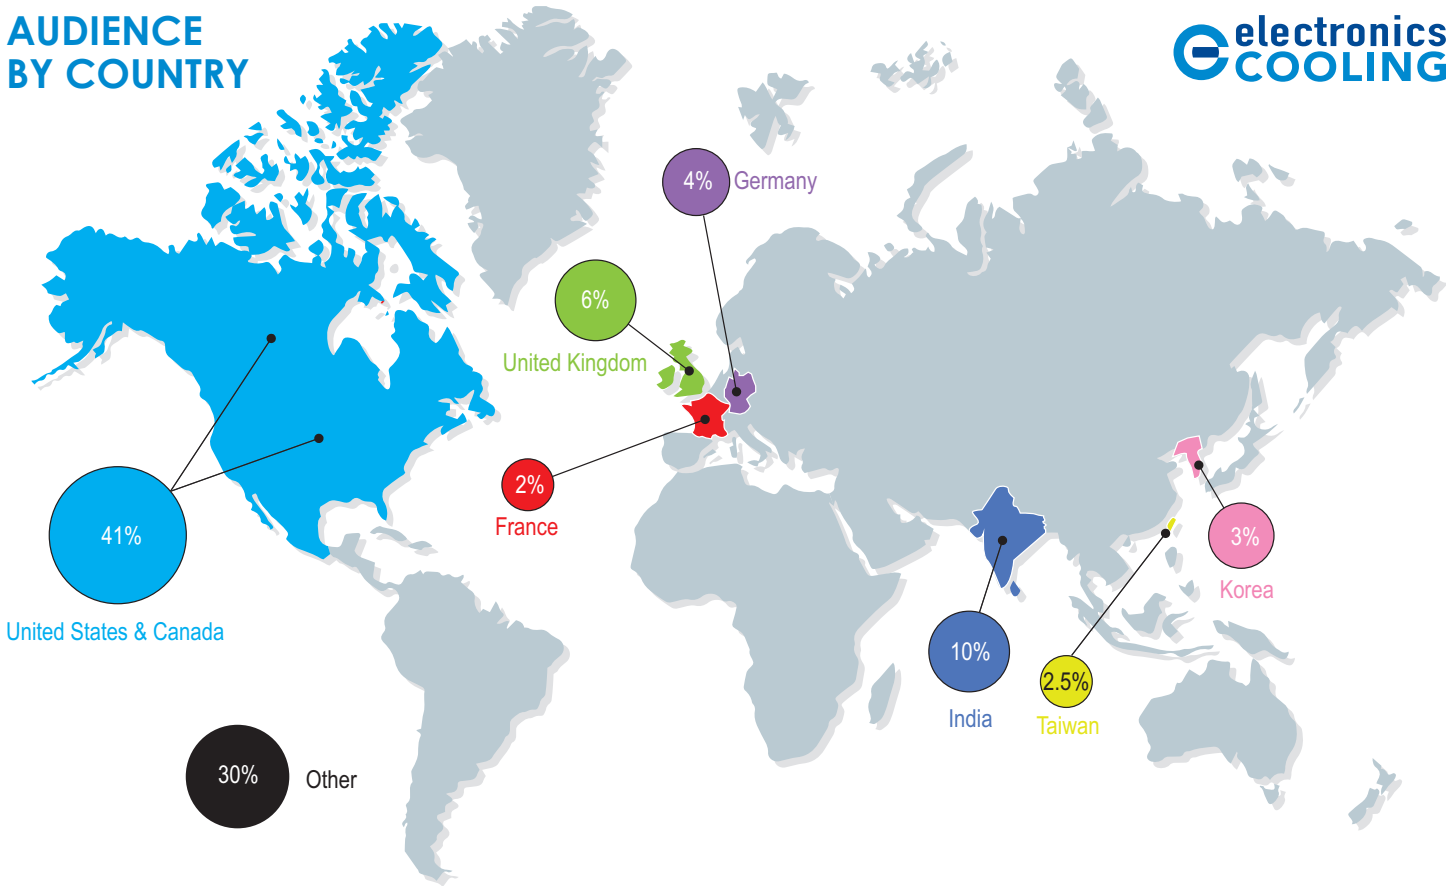 AUDIENCE
BY COUNTRY
electronics
COOLING
4% Germany
6%
United Kingdom
2%
France
41%
United States & Canada
3%
Korea
10%
India
2.5%
Taiwan
30% Other